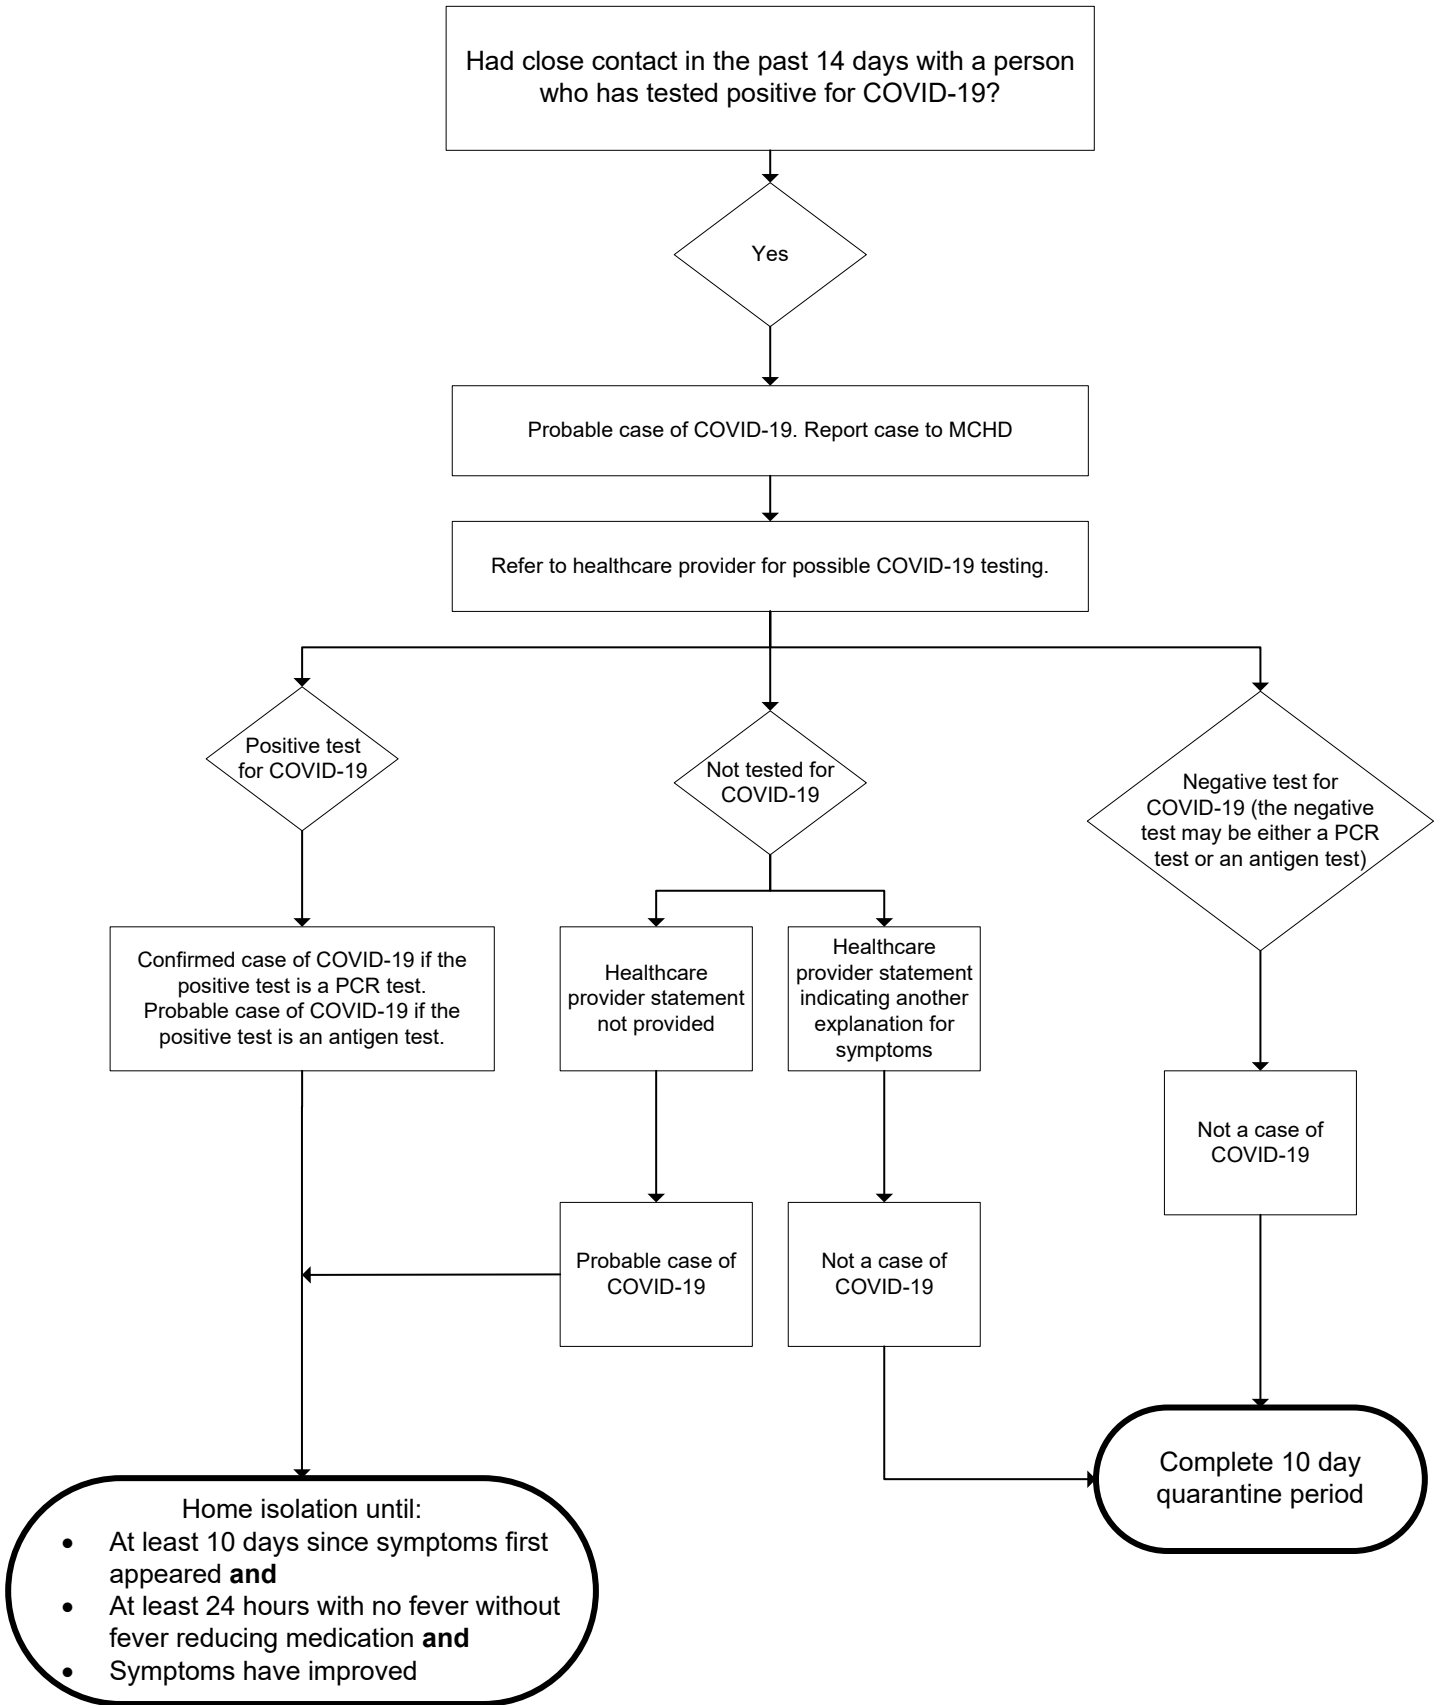 Had close contact in the past 14 days with a person
who has tested positive for COVID-19?
Yes
Probable case of COVID-19. Report case to MCHD
Refer to healthcare provider for possible COVID-19 testing.
Positive test
for COVID-19
Not tested for
COVID-19
Negative test for
COVID-19 (the negative
test may be either a PCR
test or an antigen test)
Confirmed case of COVID-19 if the
positive test is a PCR test.
Probable case of COVID-19 if the
positive test is an antigen test.
Healthcare
provider statement
not provided
Healthcare
provider statement
indicating another
explanation for
symptoms
Not a case of
COVID-19
Probable case of
COVID-19
Not a case of
COVID-19
Complete 10 day
quarantine period
Home isolation until:
• At least 10 days since symptoms first
appeared and
• At least 24 hours with no fever without
fever reducing medication and
• Symptoms have improved